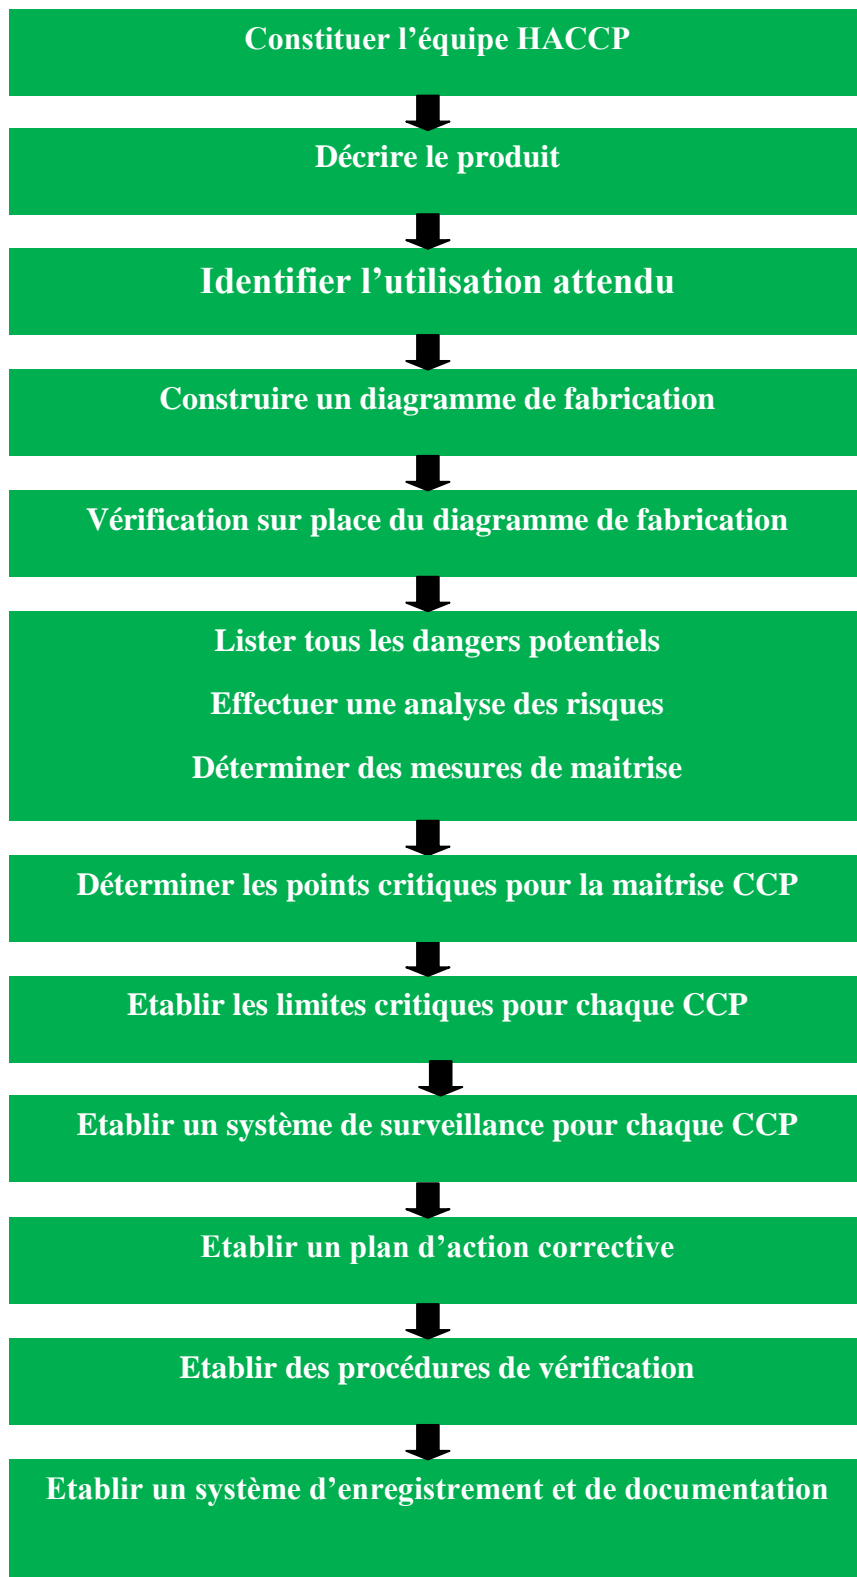 Constituer l’équipe HACCP
Décrire le produit
Identifier l’utilisation attendu
Construire un diagramme de fabrication
Vérification sur place du diagramme de fabrication
Lister tous les dangers potentiels
Effectuer une analyse des risques
Déterminer des mesures de maitrise
Déterminer les points critiques pour la maitrise CCP
Etablir les limites critiques pour chaque CCP
Etablir un système de surveillance pour chaque CCP
Etablir un plan d’action corrective
Etablir des procédures de vérification
Etablir un système d’enregistrement et de documentation